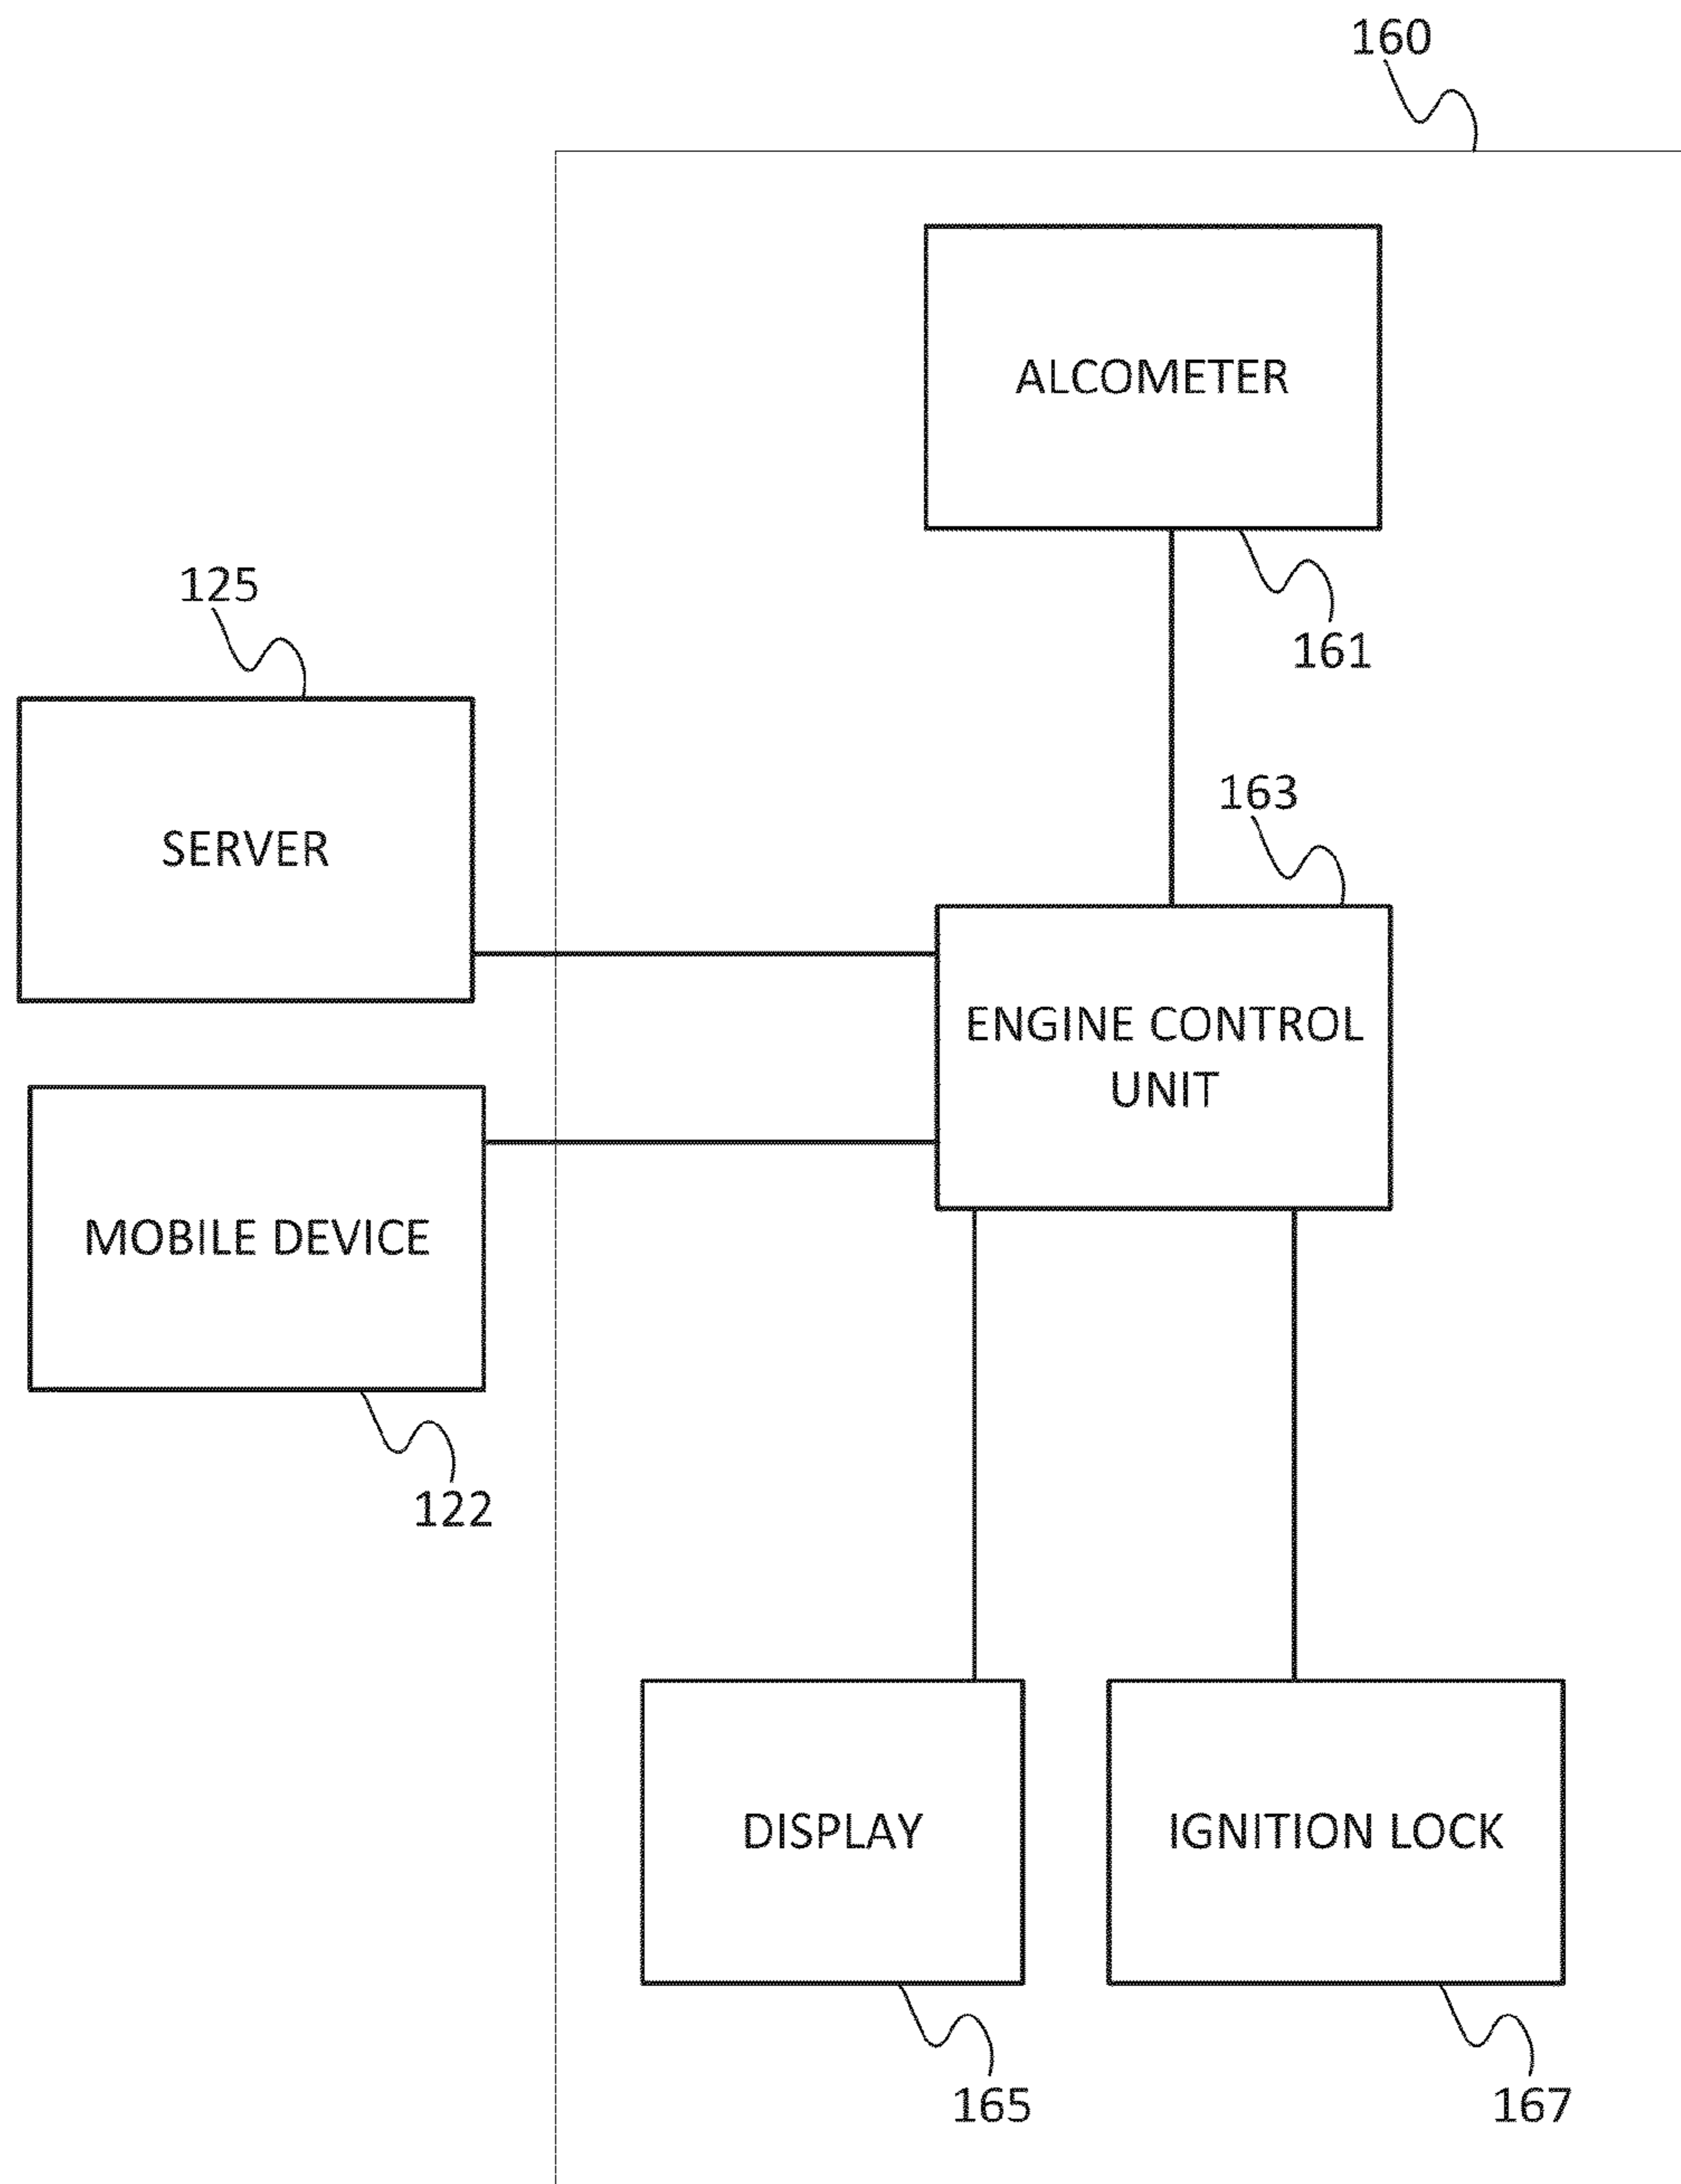 160
ALCOMETER
125
161
163
SERVER
ENGINE CONTROL
UNIT
MOBILE DEVICE
122
DISPLAY
IGNITION LOCK
165
167